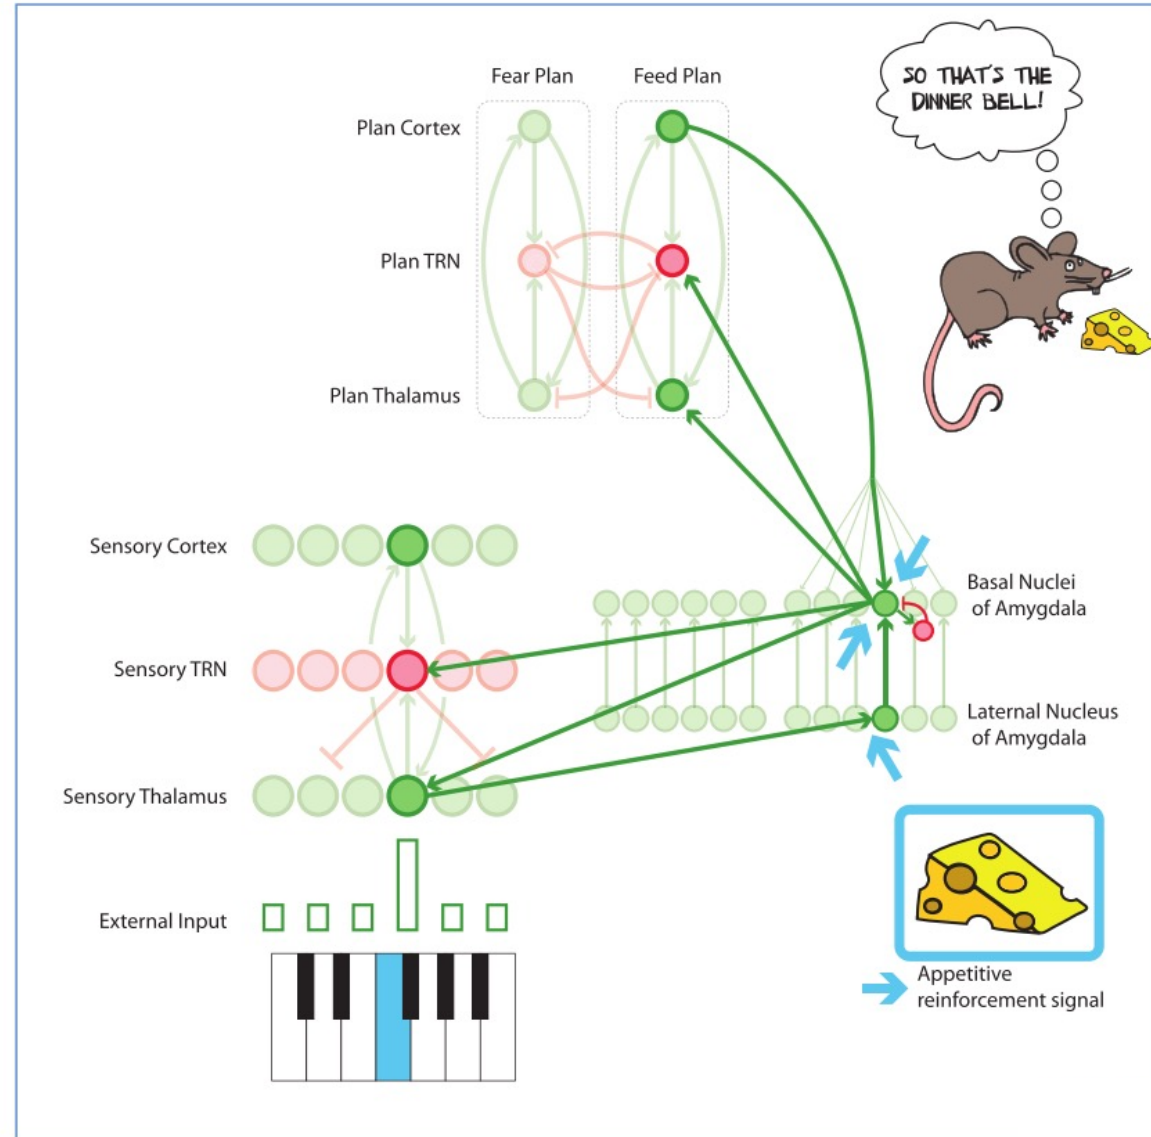 Fear Plan
Feed Plan
SO THAT'S THE
DINNER BELL!
Plan Cortex
Plan TRN
Plan Thalamus
Sensory Cortex
Basal Nuclei
of Amygdala
Sensory TRN
Laternal Nucleus
of Amygdala
Sensory Thalamus
External Input
Appetitive
reinforcement signal